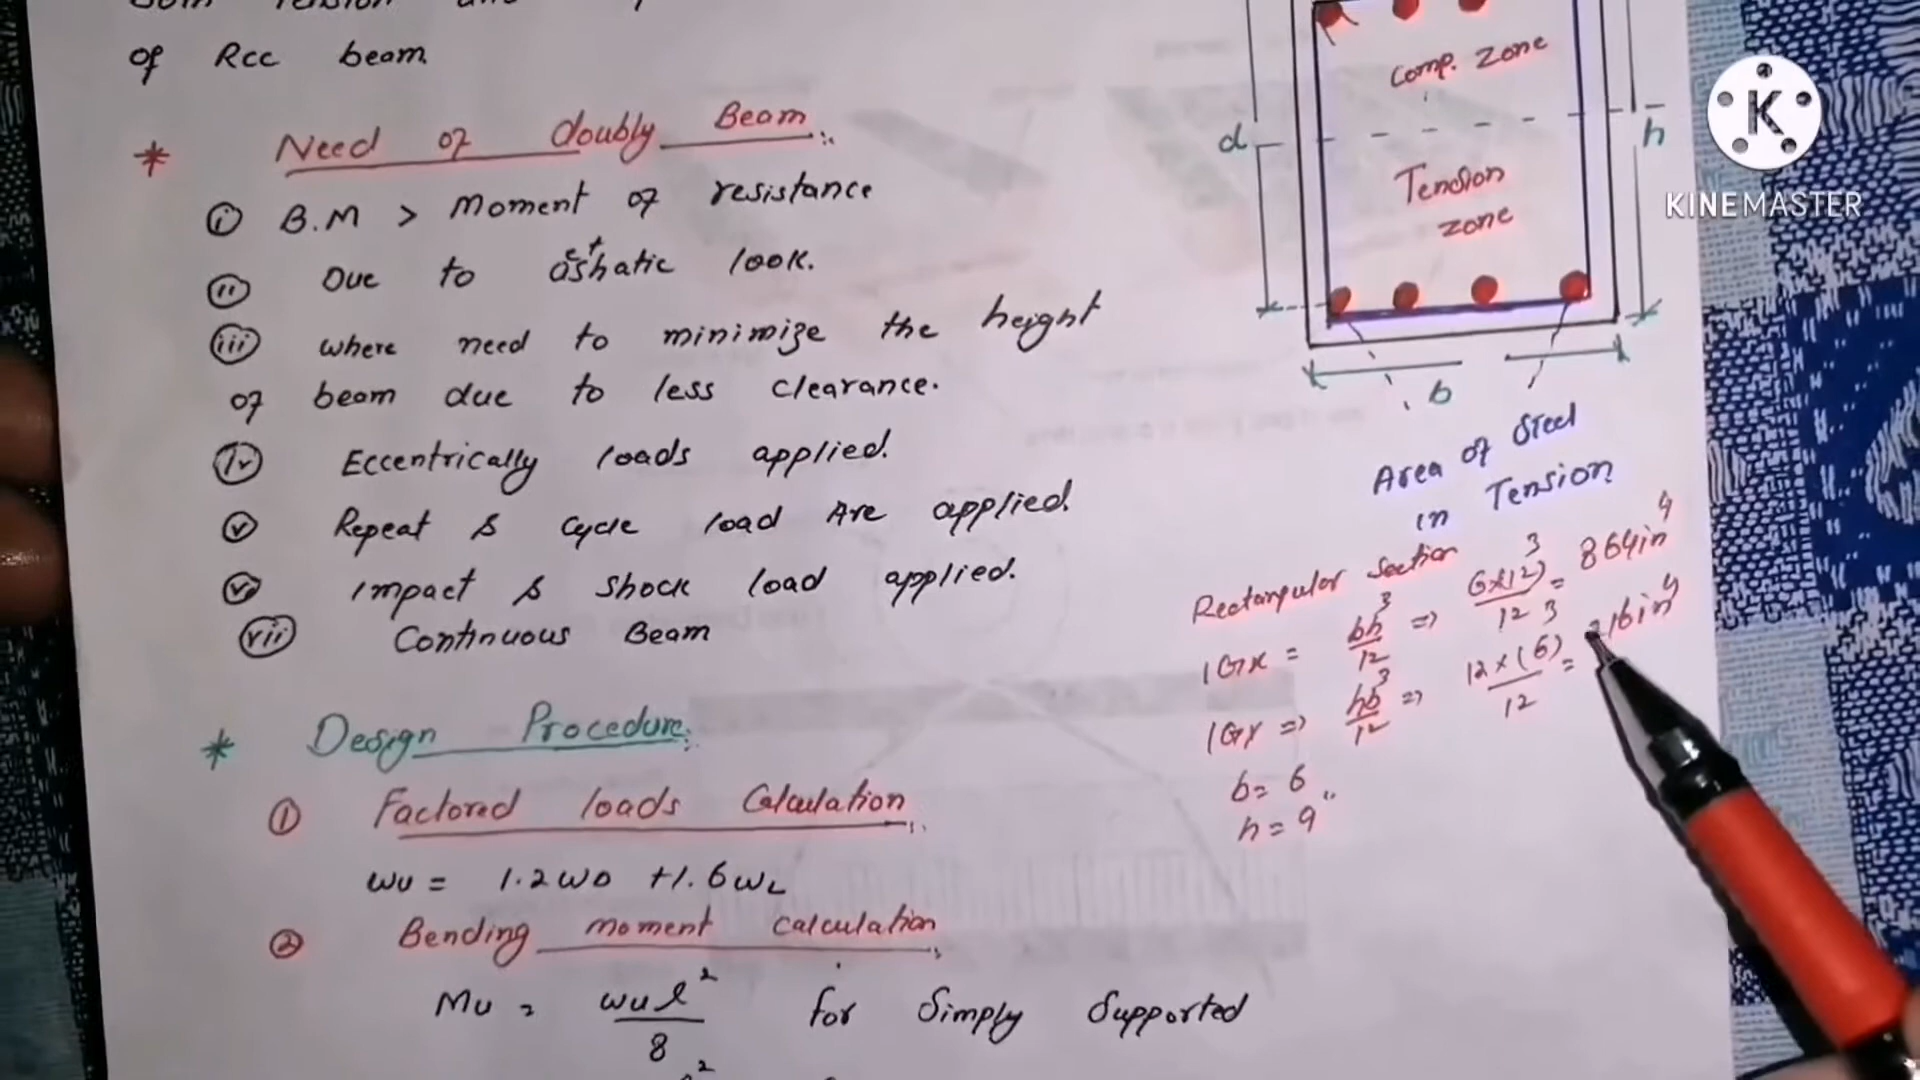 of Rcc beam
* Need of doubly Beam
(i) B.M > Moment of resistance
(ii) Due to asthatic look.
(iii) where need to minimize the height
of beam due to less clearance.
(iv) Eccentrically loads applied.
(v) Repeat & Cycle load Are applied.
(v) Impact & Shock load applied.
(vii) Continuous Beam
* Design Procedure:
① Factored loads Calculation
wu = 1.2WD + 1.6WL
② Bending moment calculation
Mu = wul²/8 for Simply Supported
Comp. Zone
Tension
zone
d
h
b
Area of Steel
in Tension
Rectangular Section
IGx = bh³/12 => 6x(12)³/12 = 864in⁴
IGY => hb³/12 => 12x(6)³/12 = 216in⁴
b= 6
h= 9"
K
KINEMASTER